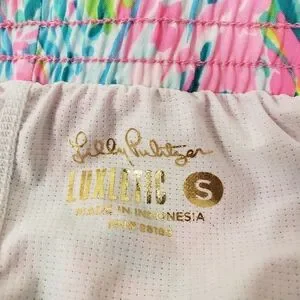 Lilly Pulitzer
LUXLETIC S
MADE IN INDONESIA